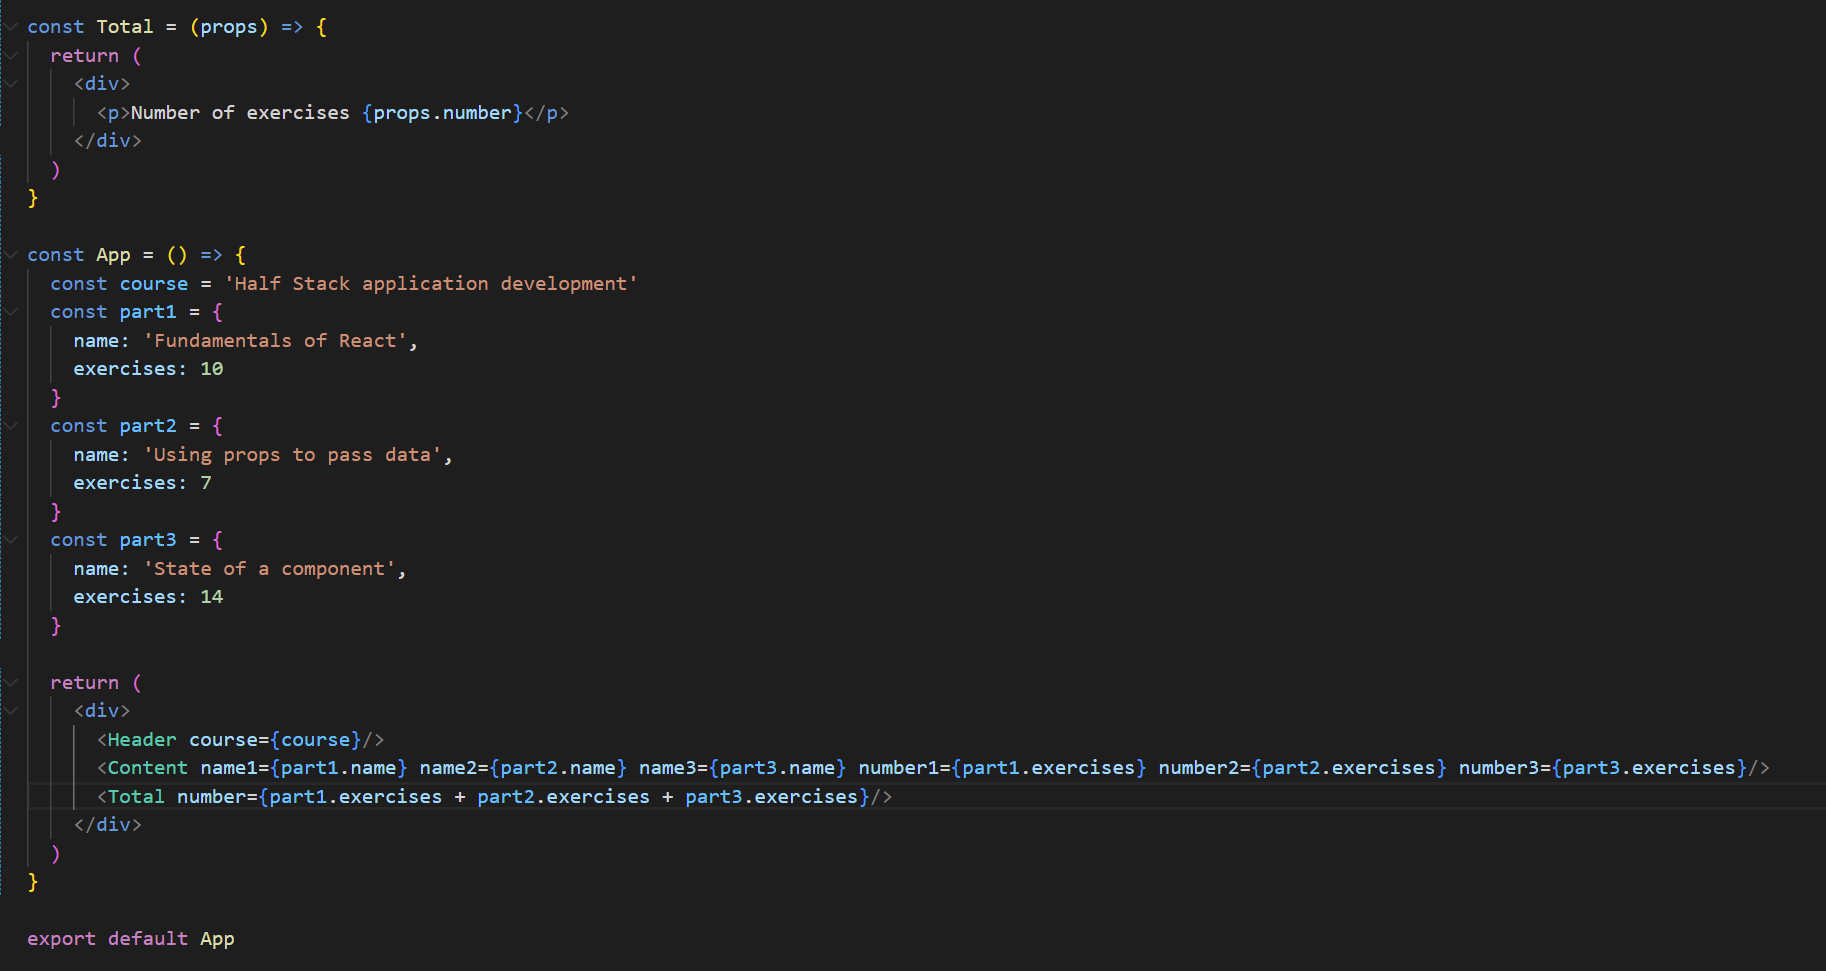 const Total = (props) => {
  return (
    <div>
      <p>Number of exercises {props.number}</p>
    </div>
  )
}

const App = () => {
  const course = 'Half Stack application development'
  const part1 = {
    name: 'Fundamentals of React',
    exercises: 10
  }
  const part2 = {
    name: 'Using props to pass data',
    exercises: 7
  }
  const part3 = {
    name: 'State of a component',
    exercises: 14
  }

  return (
    <div>
      <Header course={course}/>
      <Content name1={part1.name} name2={part2.name} name3={part3.name} number1={part1.exercises} number2={part2.exercises} number3={part3.exercises}/>
      <Total number={part1.exercises + part2.exercises + part3.exercises}/>
    </div>
  )
}

export default App